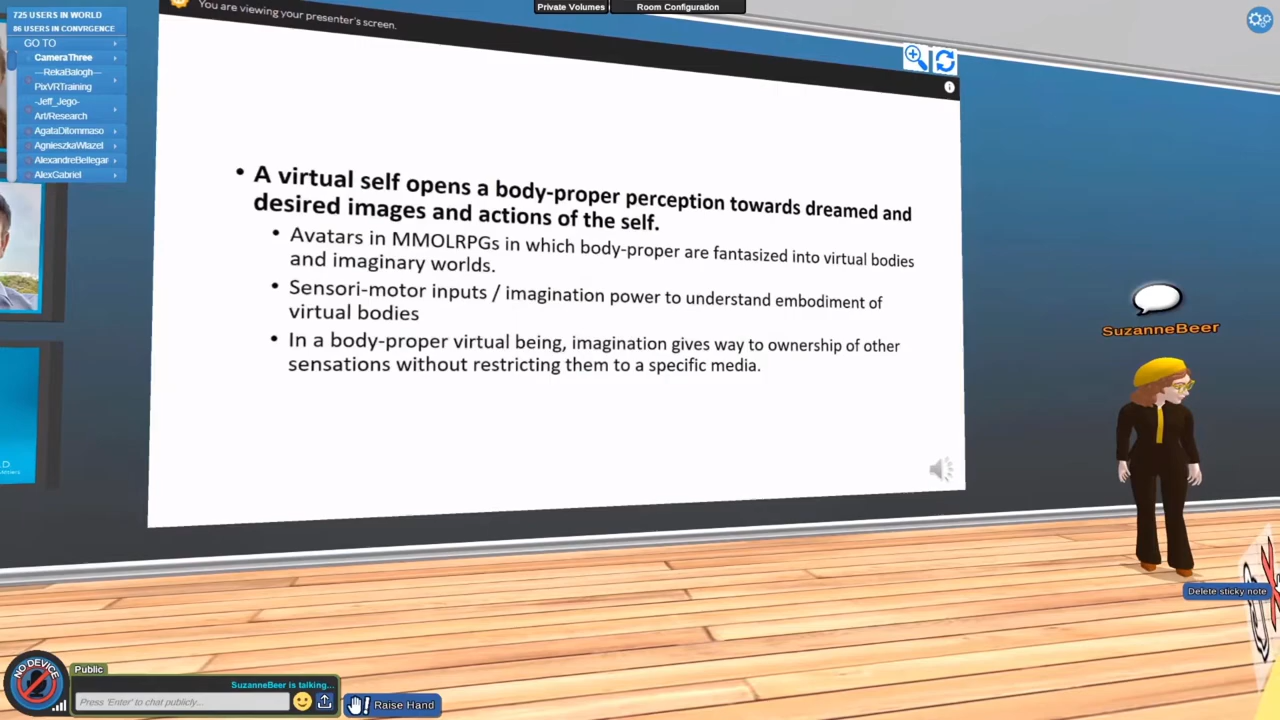 Private Volumes
Room Configuration
725 USERS IN WORLD
86 USERS IN CONVRGENCE
GO TO
CameraThree
---RekaBalogh---
PixVRTraining
-Jeff_Jego-
Art/Research
AgataDitommaso
AgnieszkaWlazel
AlexandreBellegar
AlexGabriel
You are viewing your presenter's screen.
• A virtual self opens a body-proper perception towards dreamed and
desired images and actions of the self.
• Avatars in MMOLRPGs in which body-proper are fantasized into virtual bodies
and imaginary worlds.
• Sensori-motor inputs / imagination power to understand embodiment of
virtual bodies
• In a body-proper virtual being, imagination gives way to ownership of other
sensations without restricting them to a specific media.
SuzanneBeer
Delete sticky note
NO DEVICE
Public
SuzanneBeer is talking...
Press 'Enter' to chat publicly...
Raise Hand